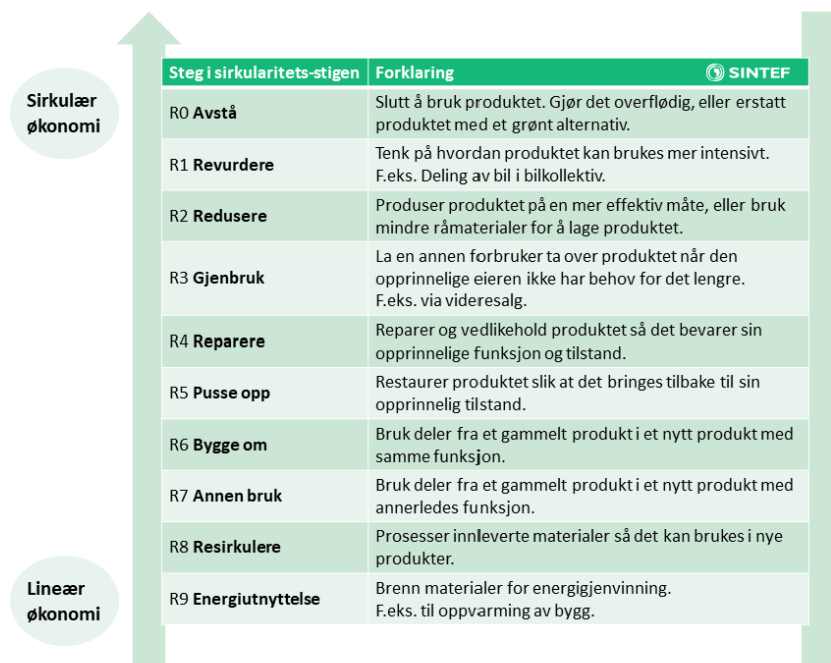 Sirkulær
økonomi
Steg i sirkularitets-stigen Forklaring SINTEF
R0 Avstå
Slutt å bruk produktet. Gjør det overflødig, eller erstatt
produktet med et grønt alternativ.
R1 Revurdere
Tenk på hvordan produktet kan brukes mer intensivt.
F.eks. Deling av bil i bilkollektiv.
R2 Redusere
Produser produktet på en mer effektiv måte, eller bruk
mindre råmaterialer for å lage produktet.
R3 Gjenbruk
La en annen forbruker ta over produktet når den
opprinnelige eieren ikke har behov for det lengre.
F.eks. via videresalg.
R4 Reparere
Reparer og vedlikehold produktet så det bevarer sin
opprinnelige funksjon og tilstand.
R5 Pusse opp
Restaurer produktet slik at det bringes tilbake til sin
opprinnelig tilstand.
R6 Bygge om
Bruk deler fra et gammelt produkt i et nytt produkt med
samme funksjon.
R7 Annen bruk
Bruk deler fra et gammelt produkt i et nytt produkt med
annerledes funksjon.
R8 Resirkulere
Prosesser innleverte materialer så det kan brukes i nye
produkter.
R9 Energiutnyttelse
Brenn materialer for energigjenvinning.
F.eks. til oppvarming av bygg.
Lineær
økonomi